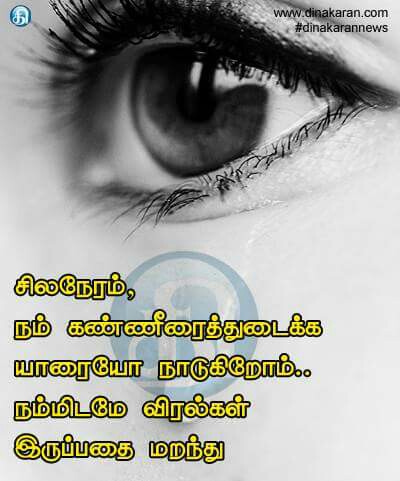 www.dinakaran.com
#dinakarannews
சிலநேரம்,
நம் கண்ணீரைத்துடைக்க
யாரையோ நாடுகிறோம்..
நம்மிடமே விரல்கள்
இருப்பதை மறந்து